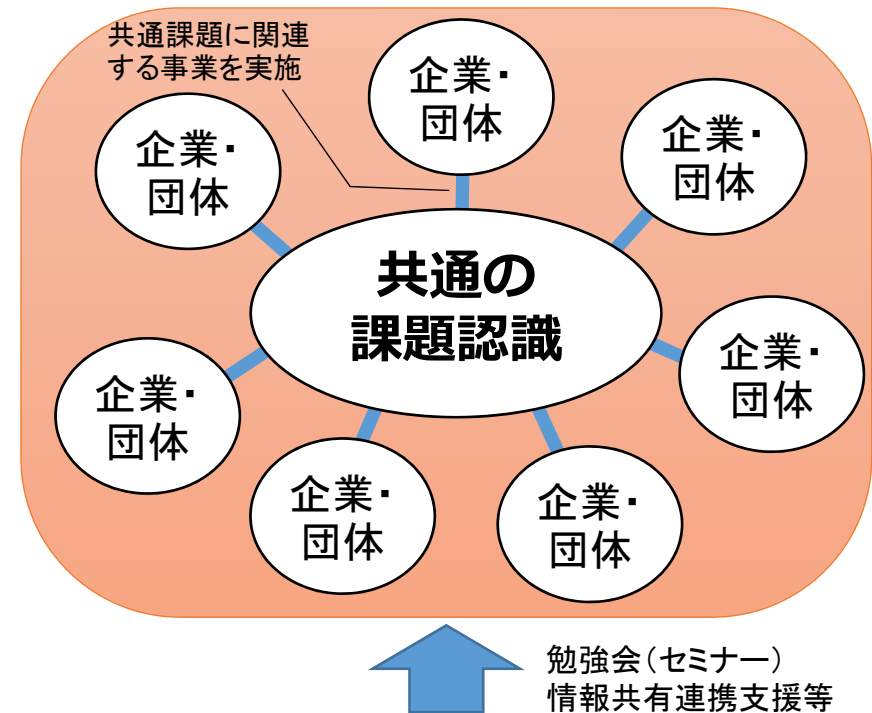 共通課題に関連
する事業を実施
企業・
団体
企業・
団体
企業・
団体
共通の
課題認識
企業・
団体
企業・
団体
企業・
団体
企業・
団体
勉強会（セミナー）
情報共有連携支援等